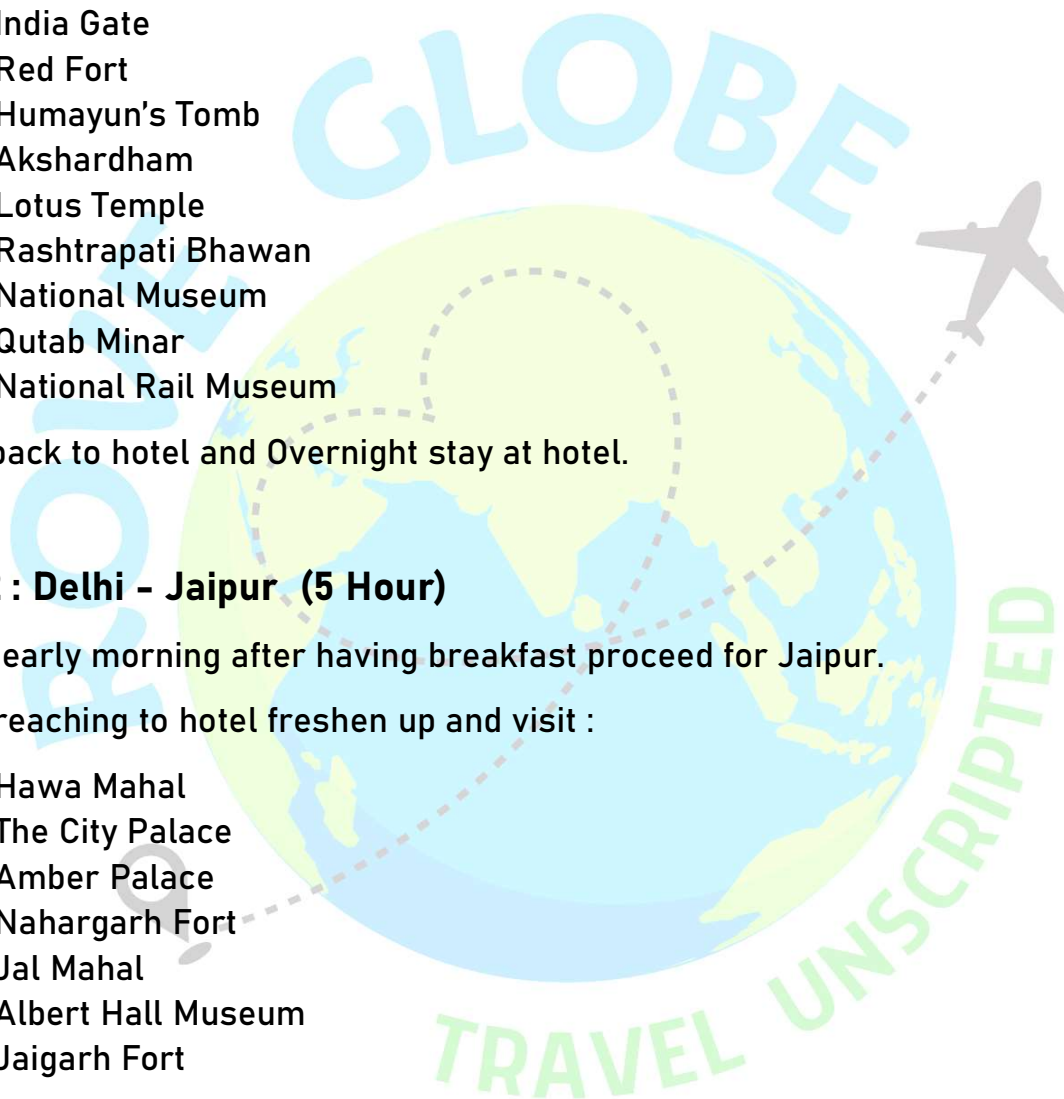 India Gate
Red Fort
Humayun's Tomb
Akshardham
Lotus Temple
Rashtrapati Bhawan
National Museum
Qutab Minar
National Rail Museum
back to hotel and Overnight stay at hotel.
: Delhi - Jaipur (5 Hour)
early morning after having breakfast proceed for Jaipur.
reaching to hotel freshen up and visit :
Hawa Mahal
The City Palace
Amber Palace
Nahargarh Fort
Jal Mahal
Albert Hall Museum
Jaigarh Fort
ROVE GLOBE
TRAVEL UNSCRIPTED